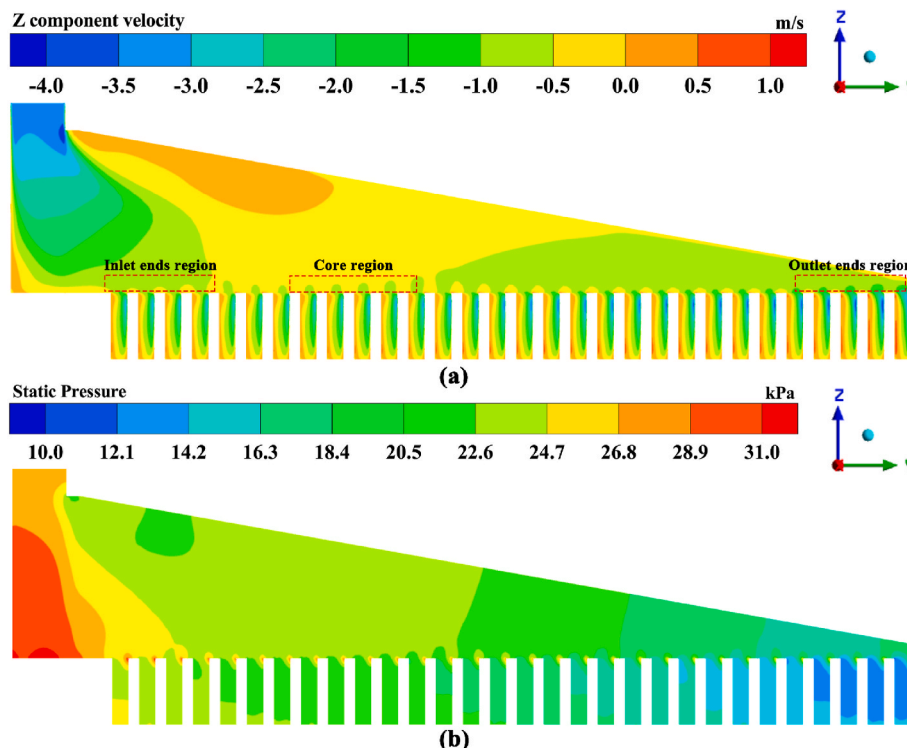 Z component velocity m/s
-4.0 -3.5 -3.0 -2.5 -2.0 -1.5 -1.0 -0.5 0.0 0.5 1.0
Z
Inlet ends region Core region Outlet ends region
(a)
Static Pressure kPa
10.0 12.1 14.2 16.3 18.4 20.5 22.6 24.7 26.8 28.9 31.0
Z
(b)